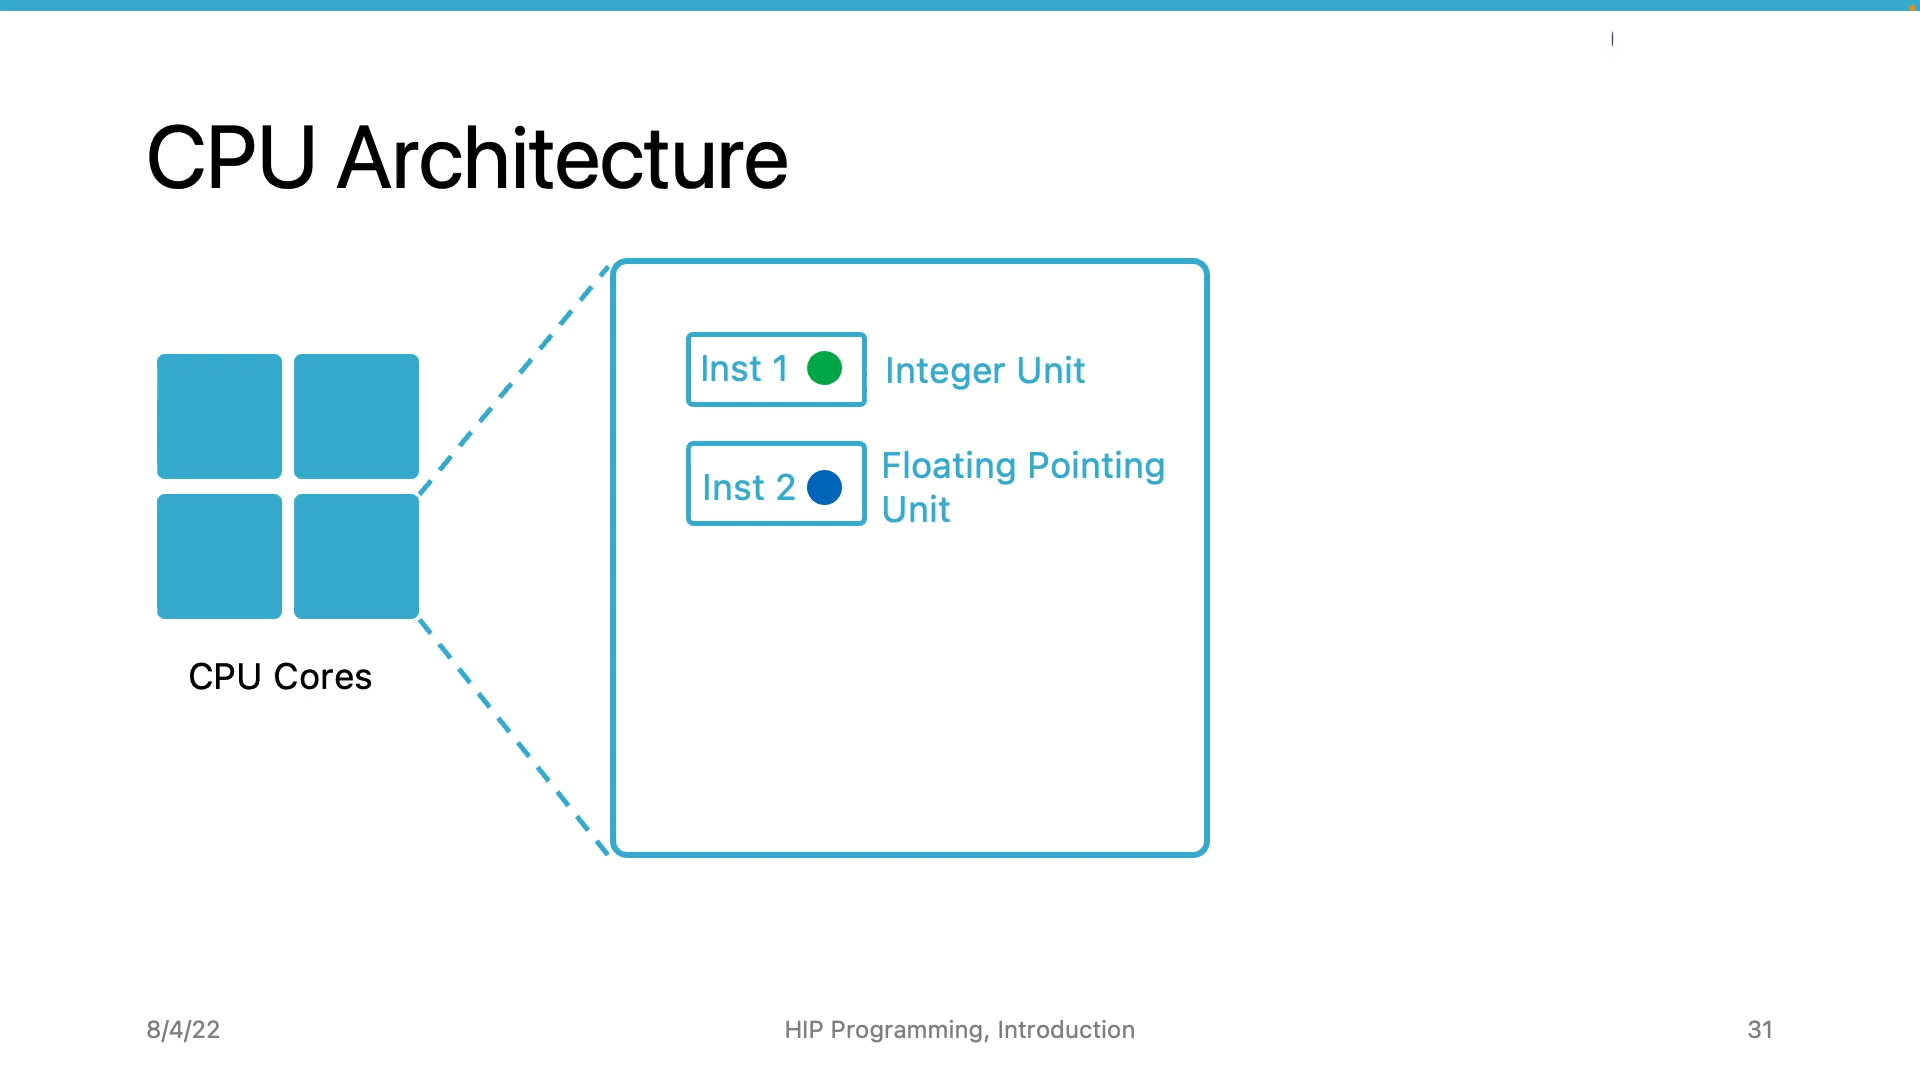 CPU Architecture
Inst 1
Integer Unit
Inst 2
Floating Pointing
Unit
CPU Cores
8/4/22
HIP Programming, Introduction
31